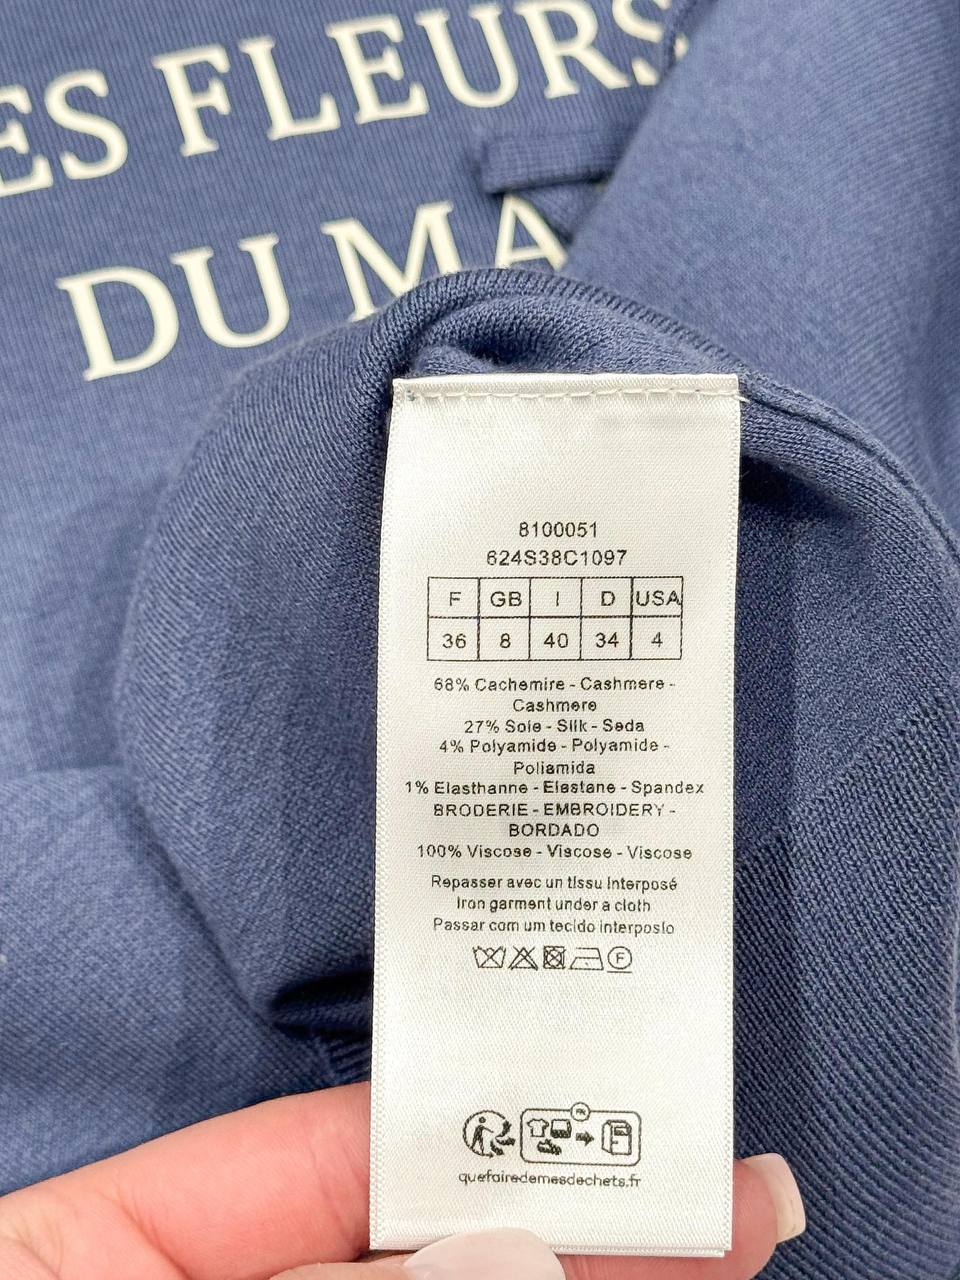 ES FLEURS
DU MA
8100051
624S38C1097
F GB I D USA
36 8 40 34 4
68% Cachemire - Cashmere -
Cashmere
27% Soie - Silk - Seda
4% Polyamide - Polyamide -
Poliamida
1% Elasthanne - Elastane - Spandex
BRODERIE - EMBROIDERY -
BORDADO
100% Viscose - Viscose - Viscose
Repasser avec un tissu interposé
Iron garment under a cloth
Passar com um tecido interposto
F
FR
quefairedemesdechets.fr